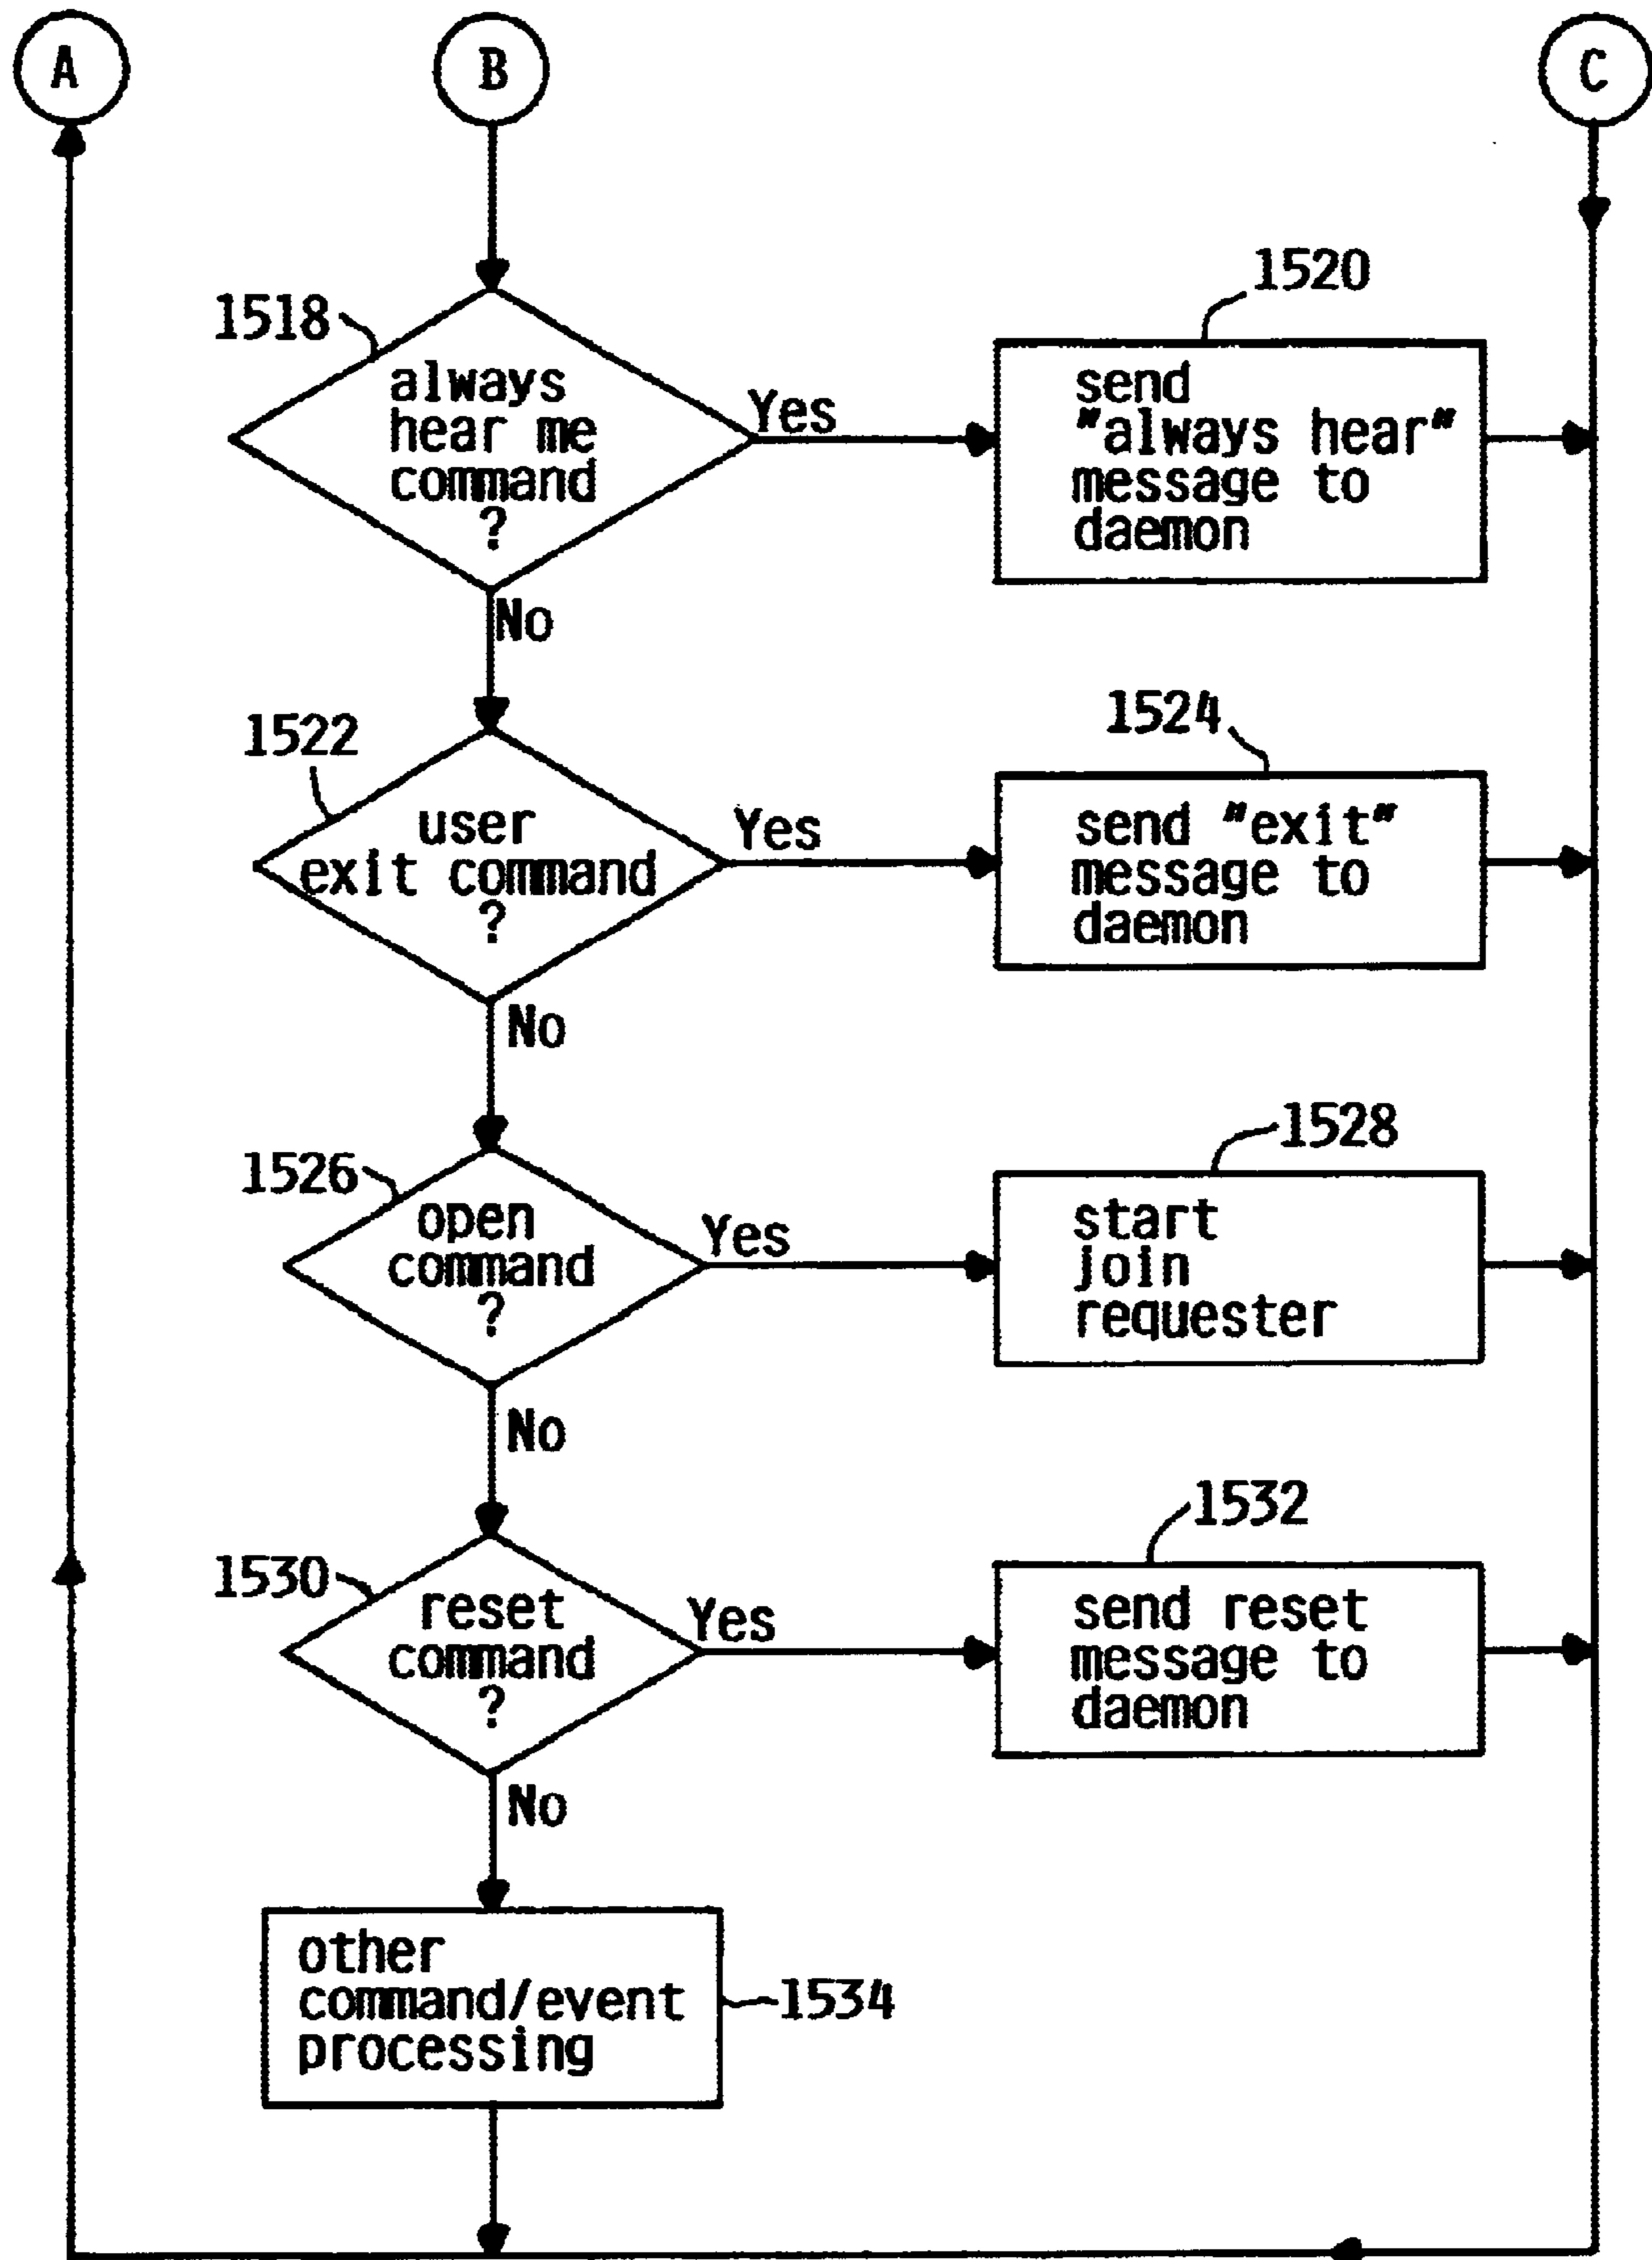 A
B
C
1518
always
hear me
command
?
Yes
No
1520
send
"always hear"
message to
daemon
1522
user
exit command
?
Yes
No
1524
send "exit"
message to
daemon
1526
open
command
?
Yes
No
1528
start
join
requester
1530
reset
command
?
Yes
No
1532
send reset
message to
daemon
other
command/event
processing
1534